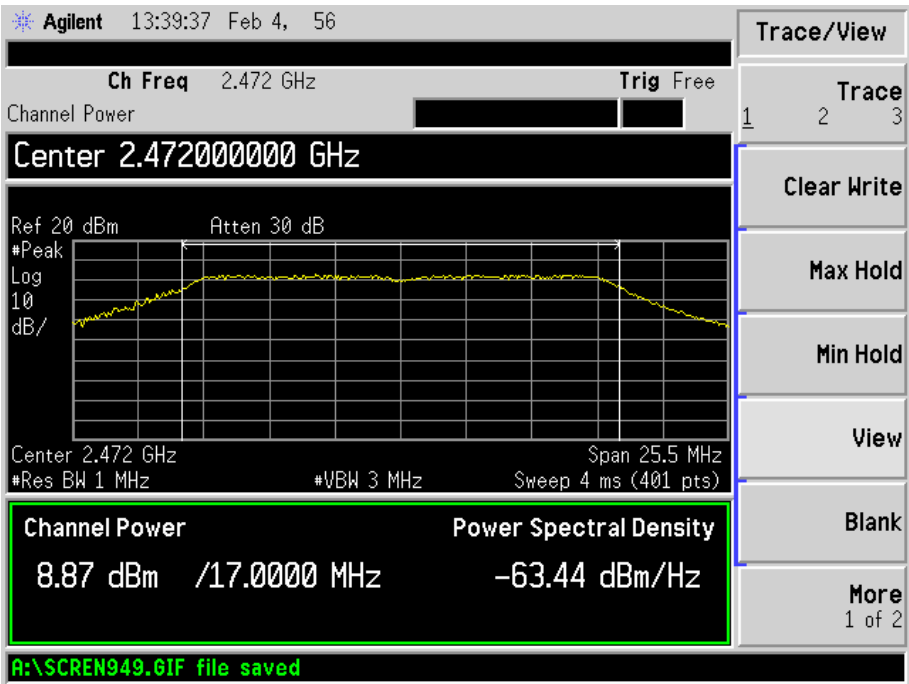 Agilent 13:39:37 Feb 4, 56
Ch Freq 2.472 GHz Trig Free
Channel Power
Center 2.472000000 GHz
Ref 20 dBm Atten 30 dB
#Peak
Log
10
dB/
Center 2.472 GHz Span 25.5 MHz
#Res BW 1 MHz #VBW 3 MHz Sweep 4 ms (401 pts)
Channel Power Power Spectral Density
8.87 dBm /17.0000 MHz -63.44 dBm/Hz
A:\SCREN949.GIF file saved
Trace/View
Trace
1 2 3
Clear Write
Max Hold
Min Hold
View
Blank
More
1 of 2